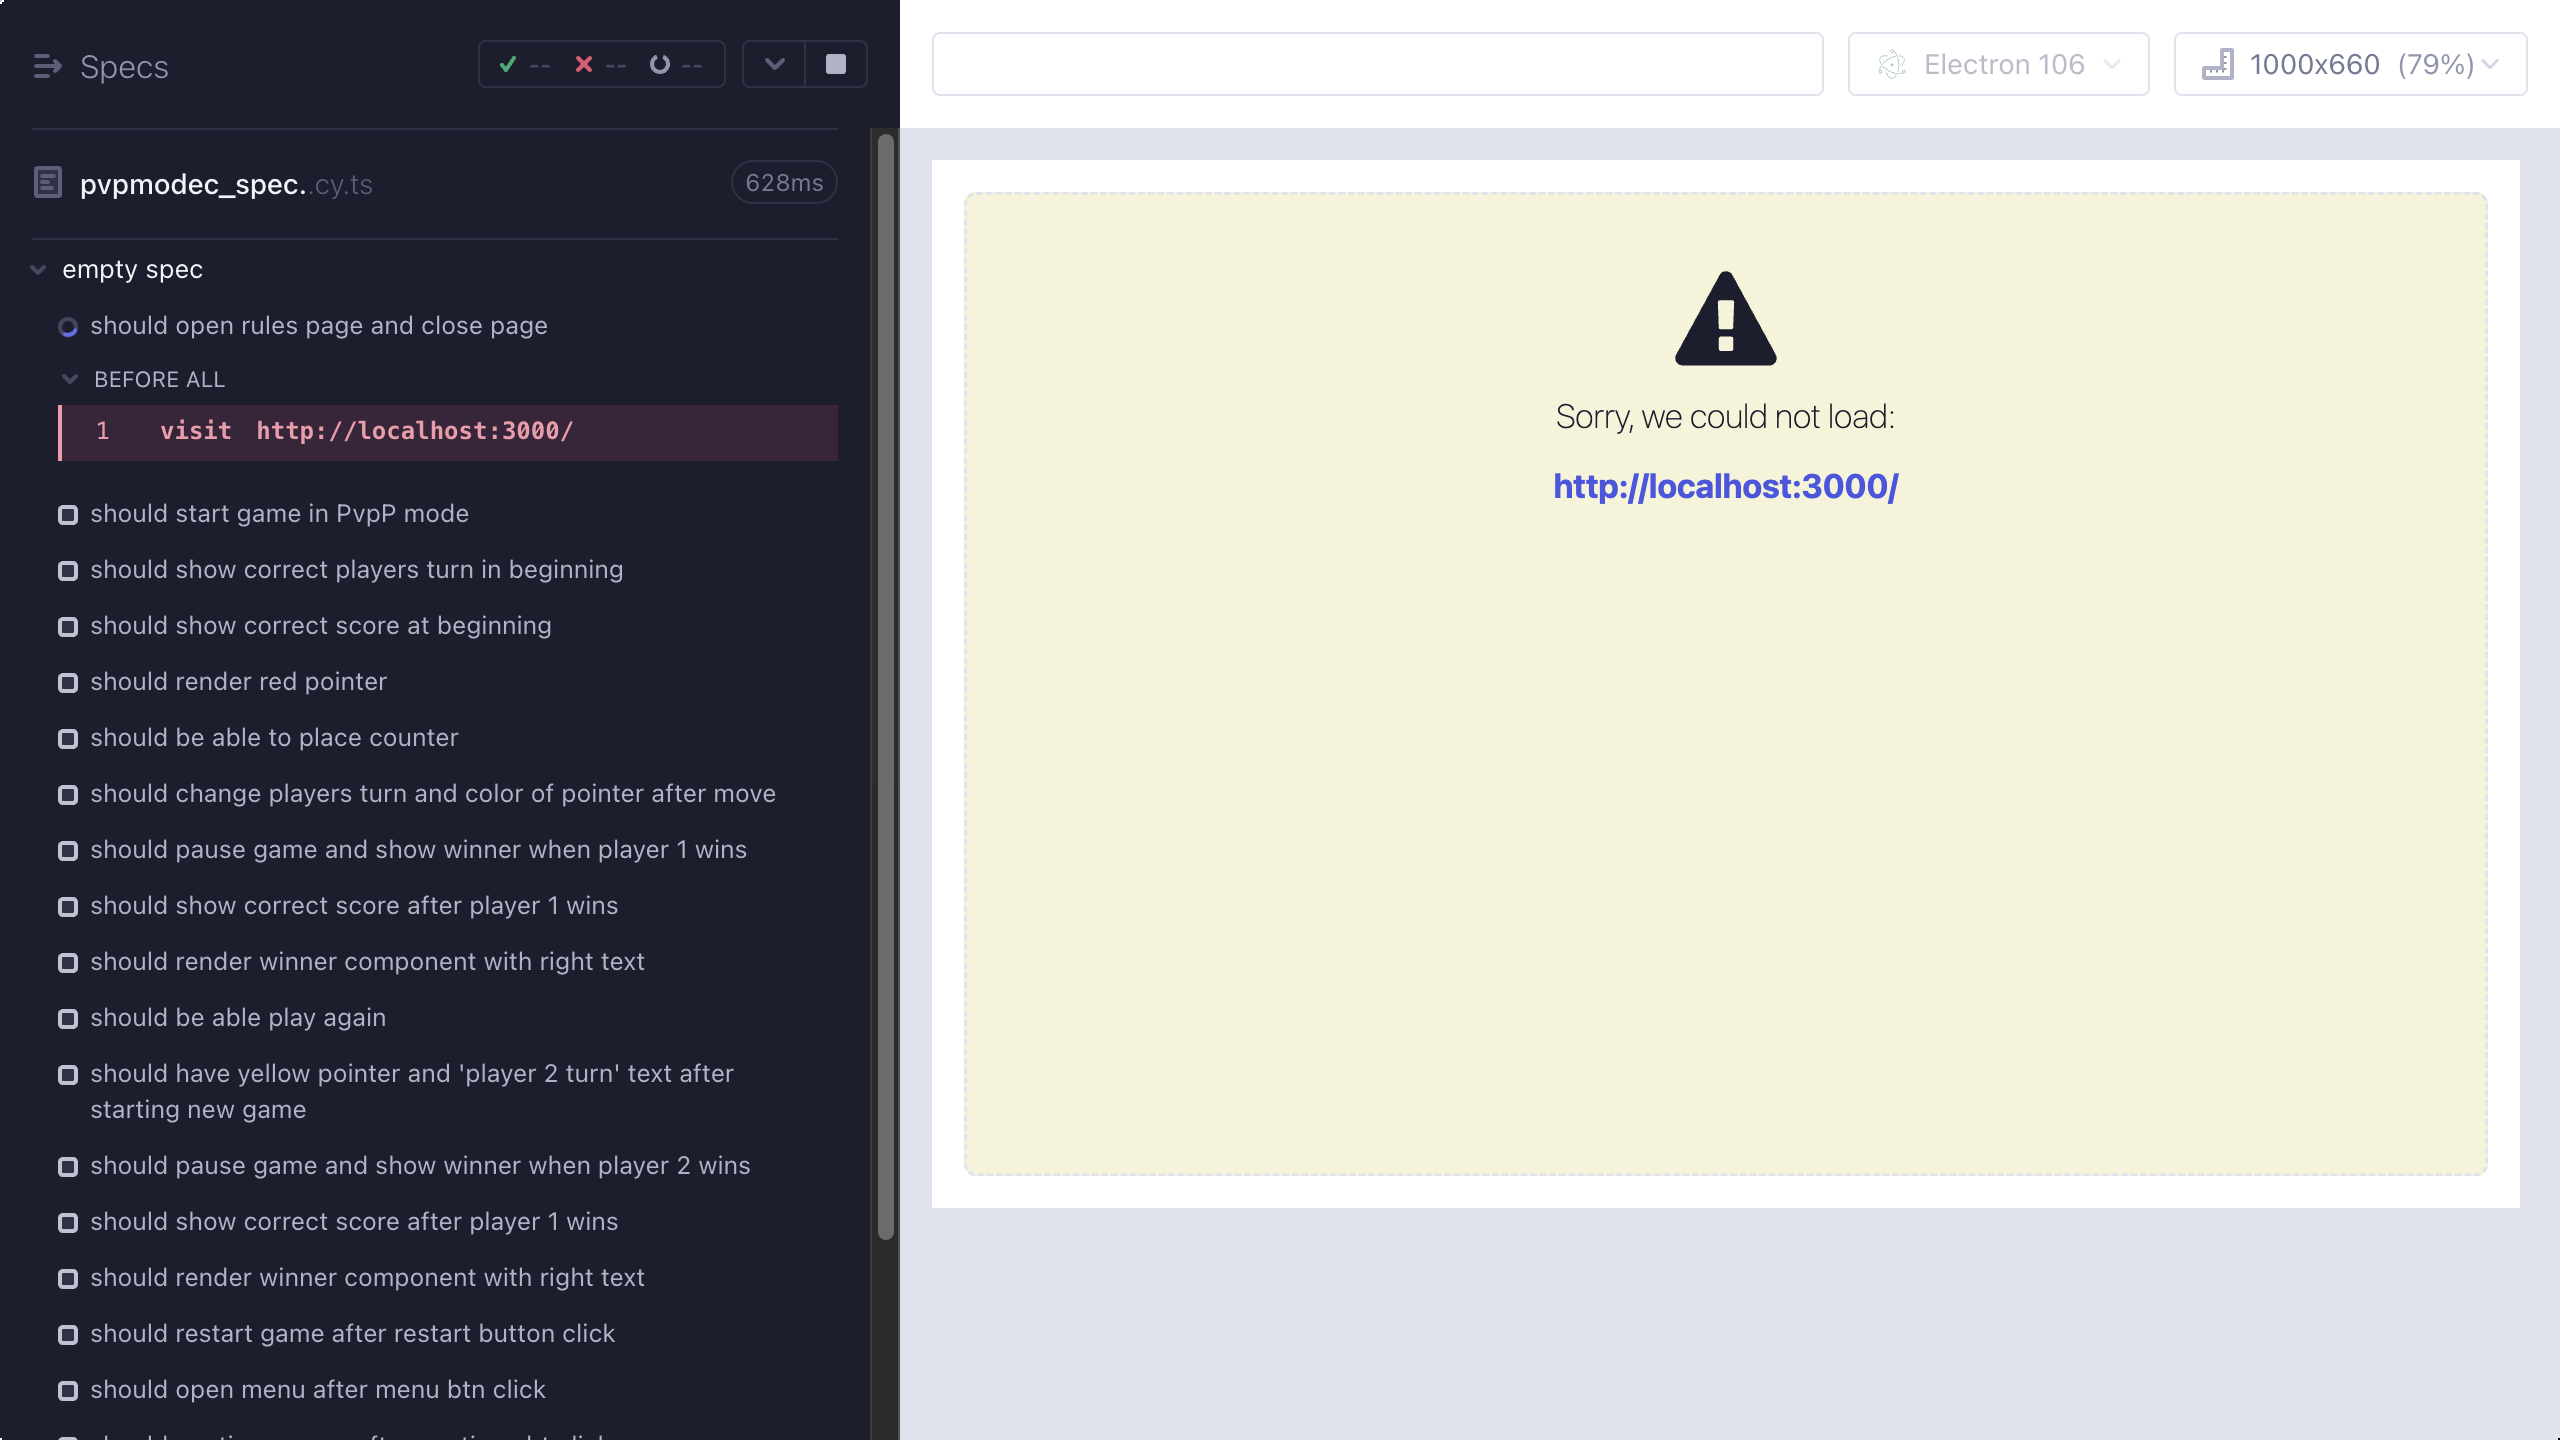 Specs
-- -- --
Electron 106
1000x660 (79%)
pvpmodec_spec..cy.ts
628ms
empty spec
should open rules page and close page
BEFORE ALL
1 visit http://localhost:3000/
should start game in PvpP mode
should show correct players turn in beginning
should show correct score at beginning
should render red pointer
should be able to place counter
should change players turn and color of pointer after move
should pause game and show winner when player 1 wins
should show correct score after player 1 wins
should render winner component with right text
should be able play again
should have yellow pointer and 'player 2 turn' text after
starting new game
should pause game and show winner when player 2 wins
should show correct score after player 1 wins
should render winner component with right text
should restart game after restart button click
should open menu after menu btn click
Sorry, we could not load:
http://localhost:3000/